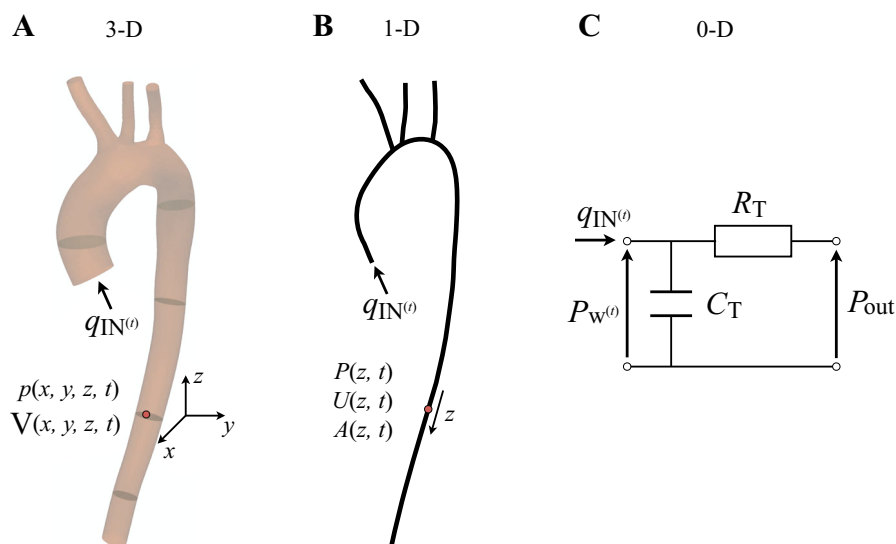 A 3-D
B 1-D
C 0-D
qIN(t)
p(x, y, z, t)
V(x, y, z, t)
z
y
x
qIN(t)
P(z, t)
U(z, t)
A(z, t)
z
qIN(t)
RT
Pw(t)
CT
Pout